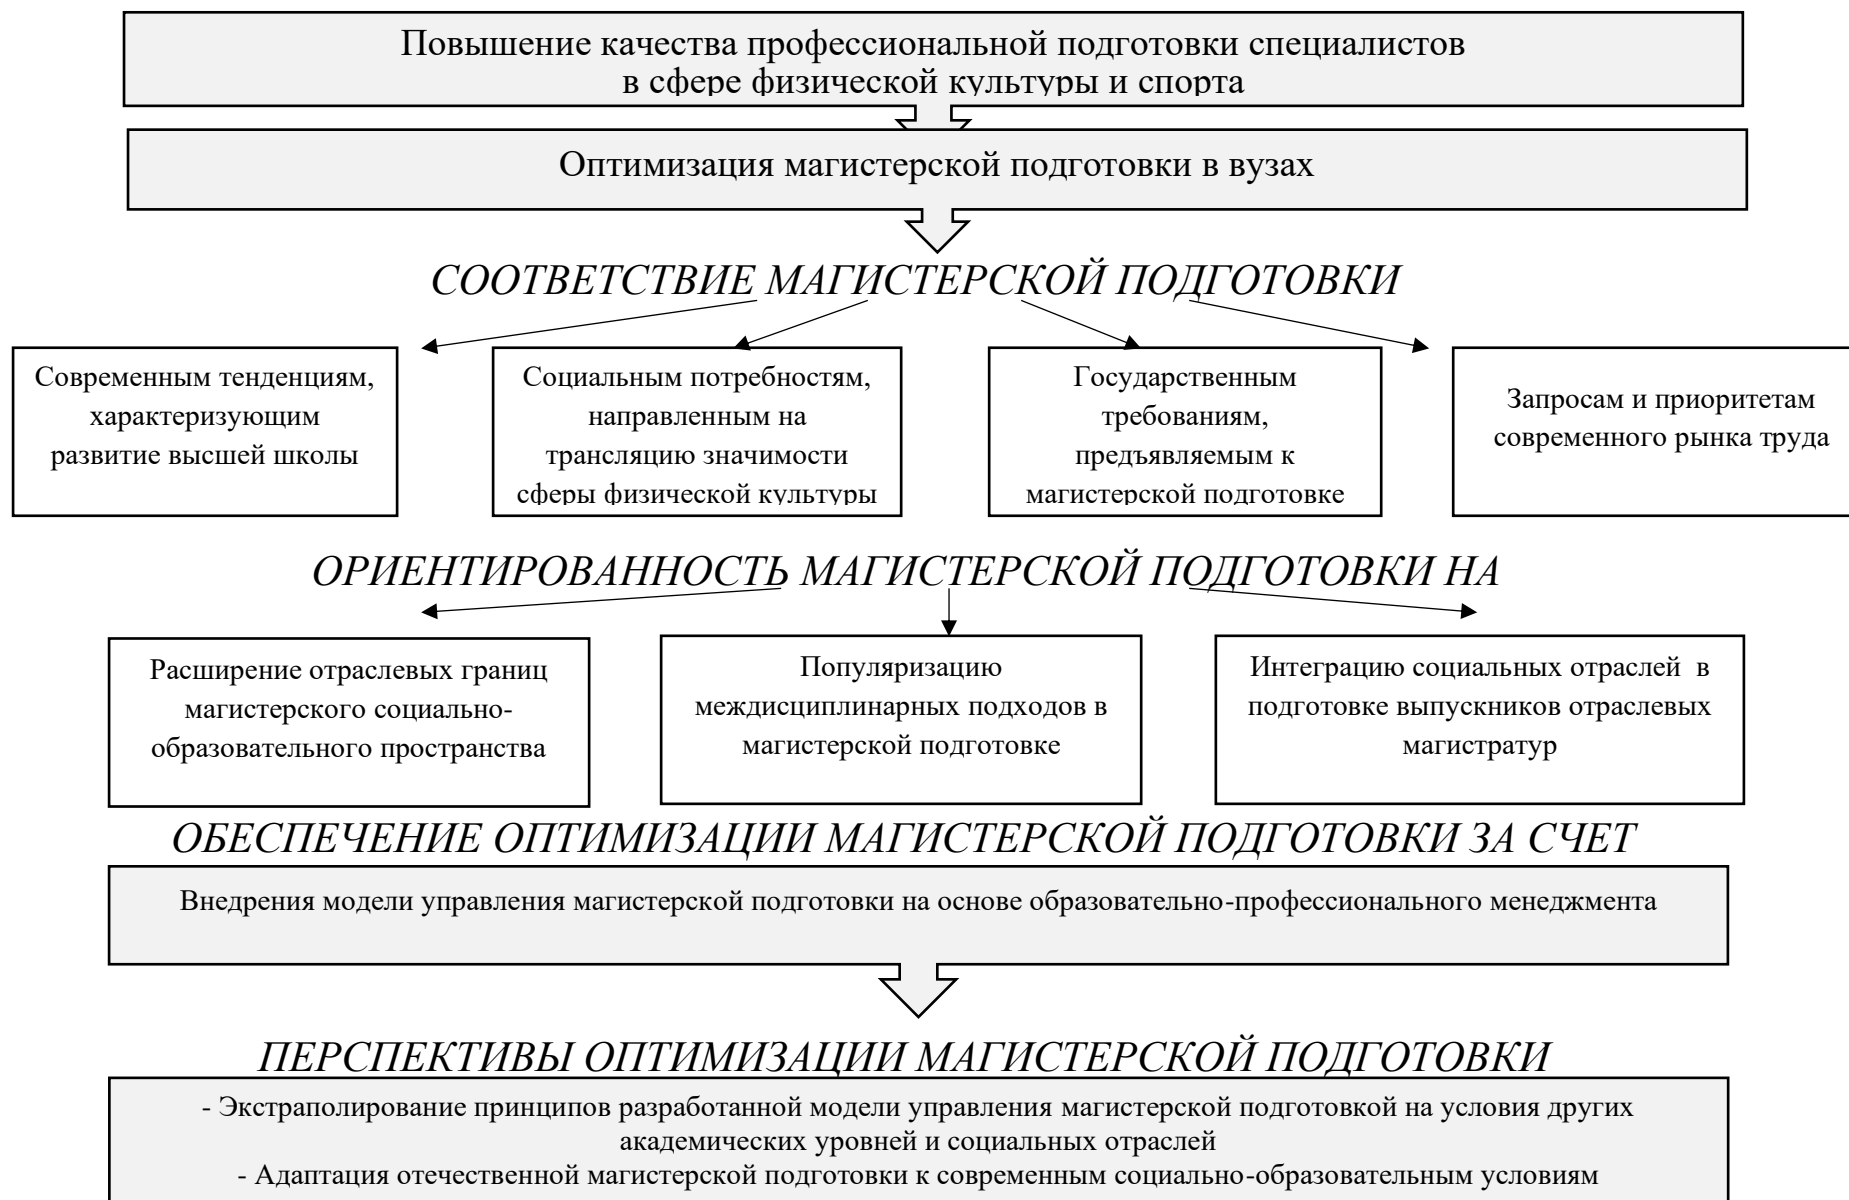 Повышение качества профессиональной подготовки специалистов
в сфере физической культуры и спорта
Оптимизация магистерской подготовки в вузах
СООТВЕТСТВИЕ МАГИСТЕРСКОЙ ПОДГОТОВКИ
Современным тенденциям,
характеризующим
развитие высшей школы
Социальным потребностям,
направленным на
трансляцию значимости
сферы физической культуры
Государственным
требованиям,
предъявляемым к
магистерской подготовке
Запросам и приоритетам
современного рынка труда
ОРИЕНТИРОВАННОСТЬ МАГИСТЕРСКОЙ ПОДГОТОВКИ НА
Расширение отраслевых границ
магистерского социально-
образовательного пространства
Популяризацию
междисциплинарных подходов в
магистерской подготовке
Интеграцию социальных отраслей в
подготовке выпускников отраслевых
магистратур
ОБЕСПЕЧЕНИЕ ОПТИМИЗАЦИИ МАГИСТЕРСКОЙ ПОДГОТОВКИ ЗА СЧЕТ
Внедрения модели управления магистерской подготовки на основе образовательно-профессионального менеджмента
ПЕРСПЕКТИВЫ ОПТИМИЗАЦИИ МАГИСТЕРСКОЙ ПОДГОТОВКИ
- Экстраполирование принципов разработанной модели управления магистерской подготовкой на условия других
академических уровней и социальных отраслей
- Адаптация отечественной магистерской подготовки к современным социально-образовательным условиям